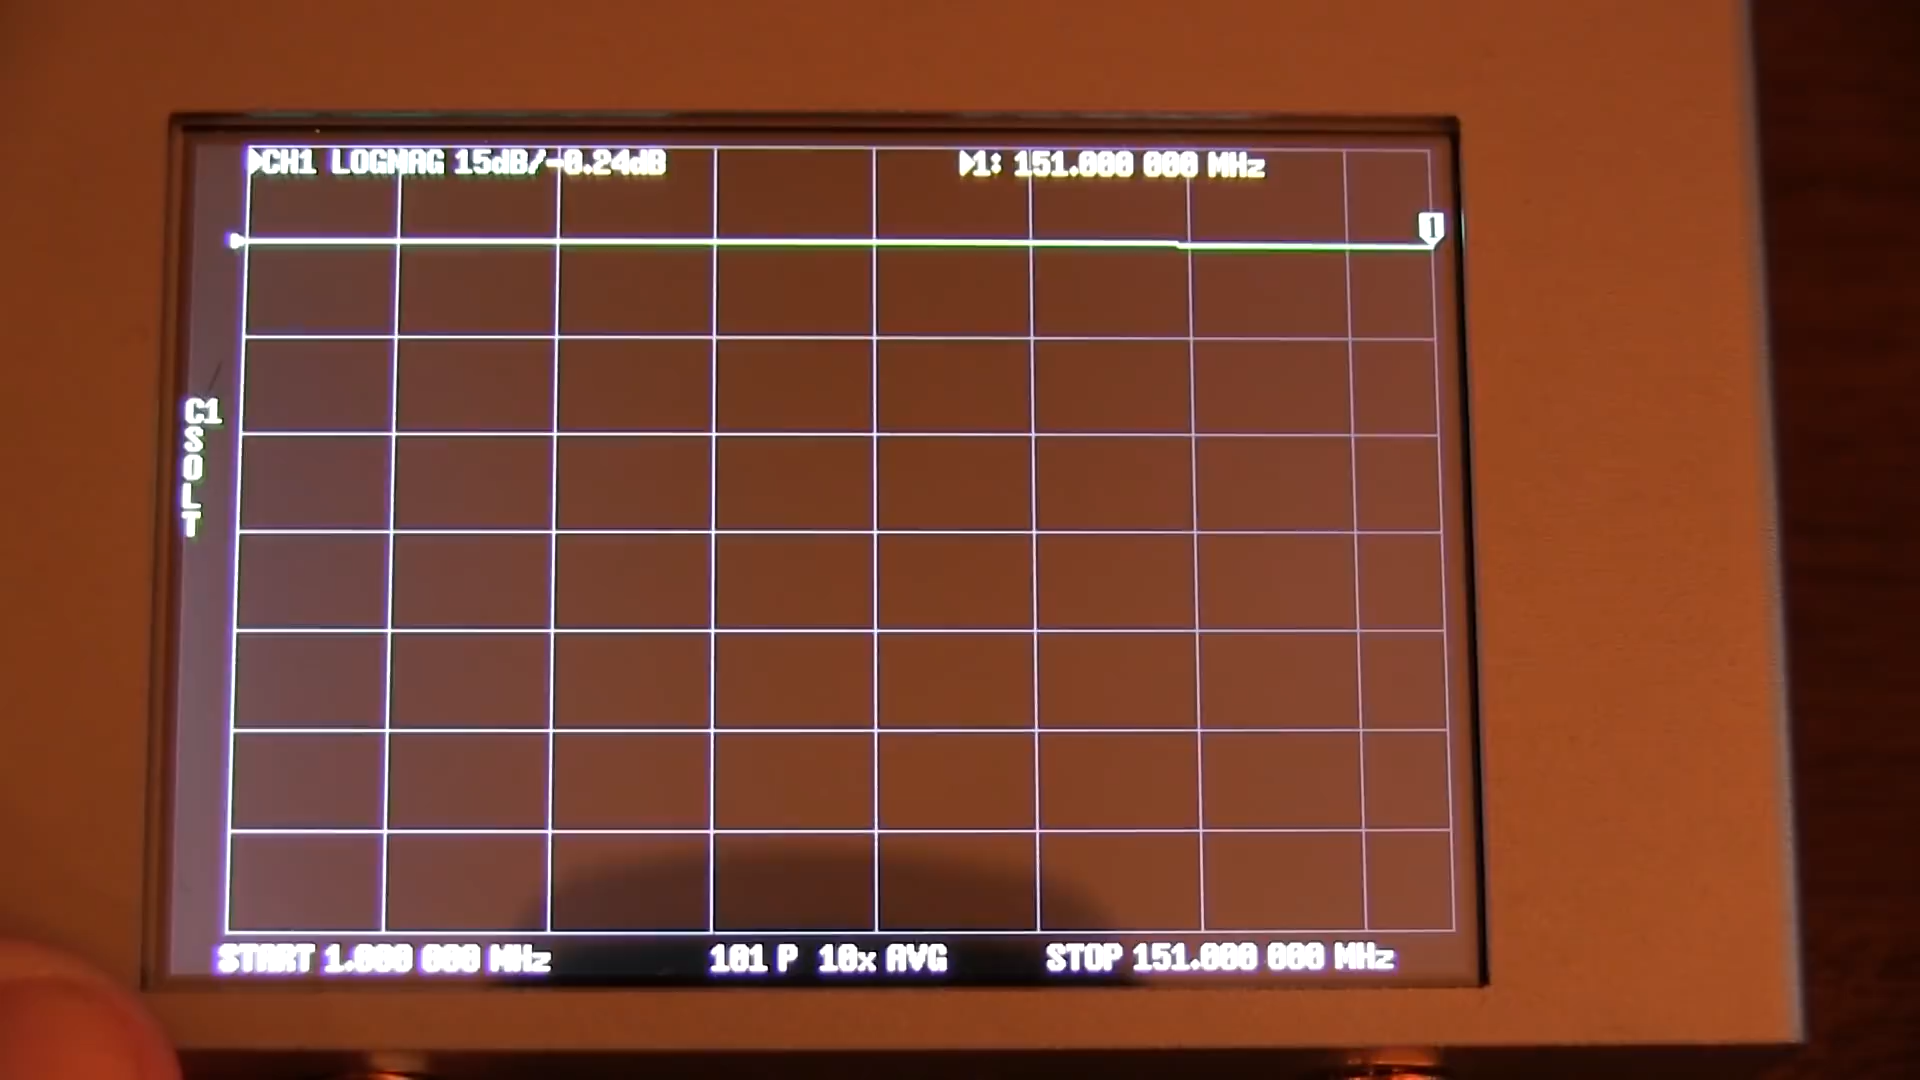 CH1 LOGMAG 15dB/-0.24dB
1: 151.000 000 MHz
1
C1
S
O
L
T
START 1.000 000 MHz
101 P 10x AVG
STOP 151.000 000 MHz